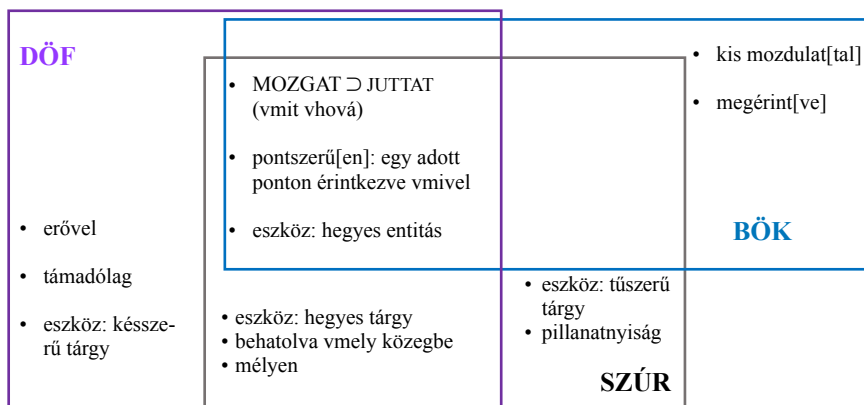 DÖF
• erővel
• támadólag
• eszköz: késsze-
rű tárgy
• MOZGAT ⊃ JUTTAT
(vmit vhová)
• pontszerű[en]: egy adott
ponton érintkezve vmivel
• eszköz: hegyes entitás
• eszköz: hegyes tárgy
• behatolva vmely közegbe
• mélyen
• kis mozdulat[tal]
• megérint[ve]
BÖK
• eszköz: tűszerű
tárgy
• pillanatnyiság
SZÚR